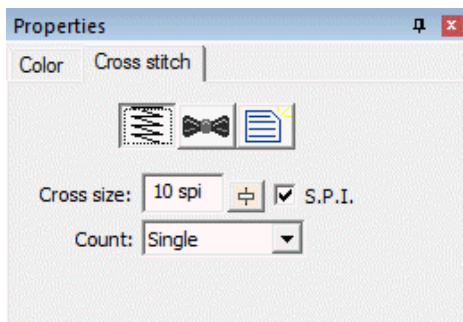 Properties
Color Cross stitch
Cross size: 10 spi S.P.I.
Count: Single